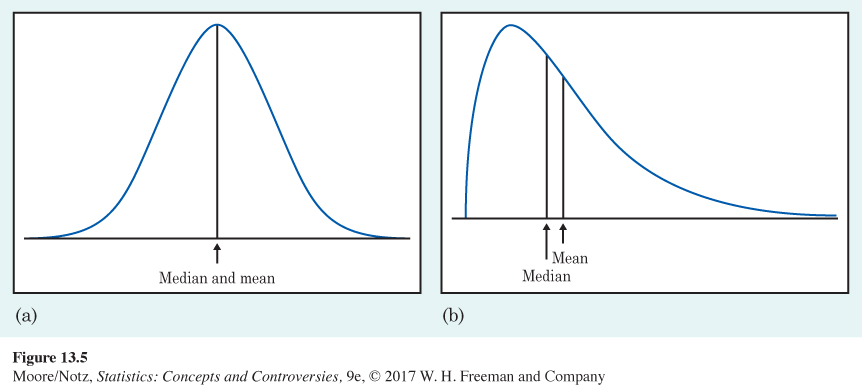 Median and mean
Mean
Median
(a)
(b)
Figure 13.5
Moore/Notz, Statistics: Concepts and Controversies, 9e, © 2017 W. H. Freeman and Company